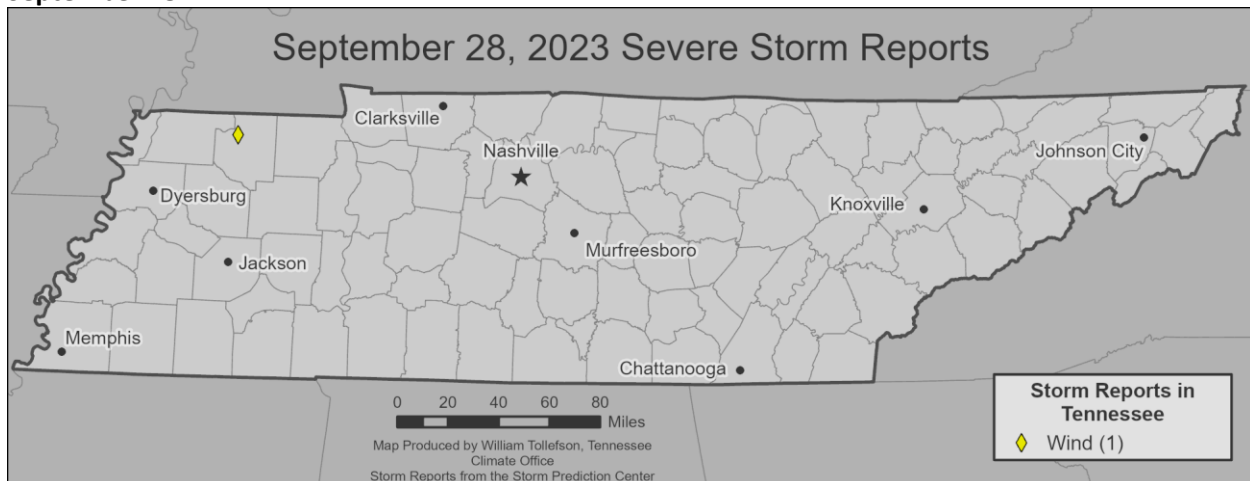 September 28, 2023 Severe Storm Reports
Clarksville
Nashville
Johnson City
Dyersburg
Knoxville
Murfreesboro
Jackson
Memphis
Chattanooga
0 20 40 60 80
Miles
Map Produced by William Tollefson, Tennessee
Climate Office
Storm Reports from the Storm Prediction Center
Storm Reports in
Tennessee
Wind (1)